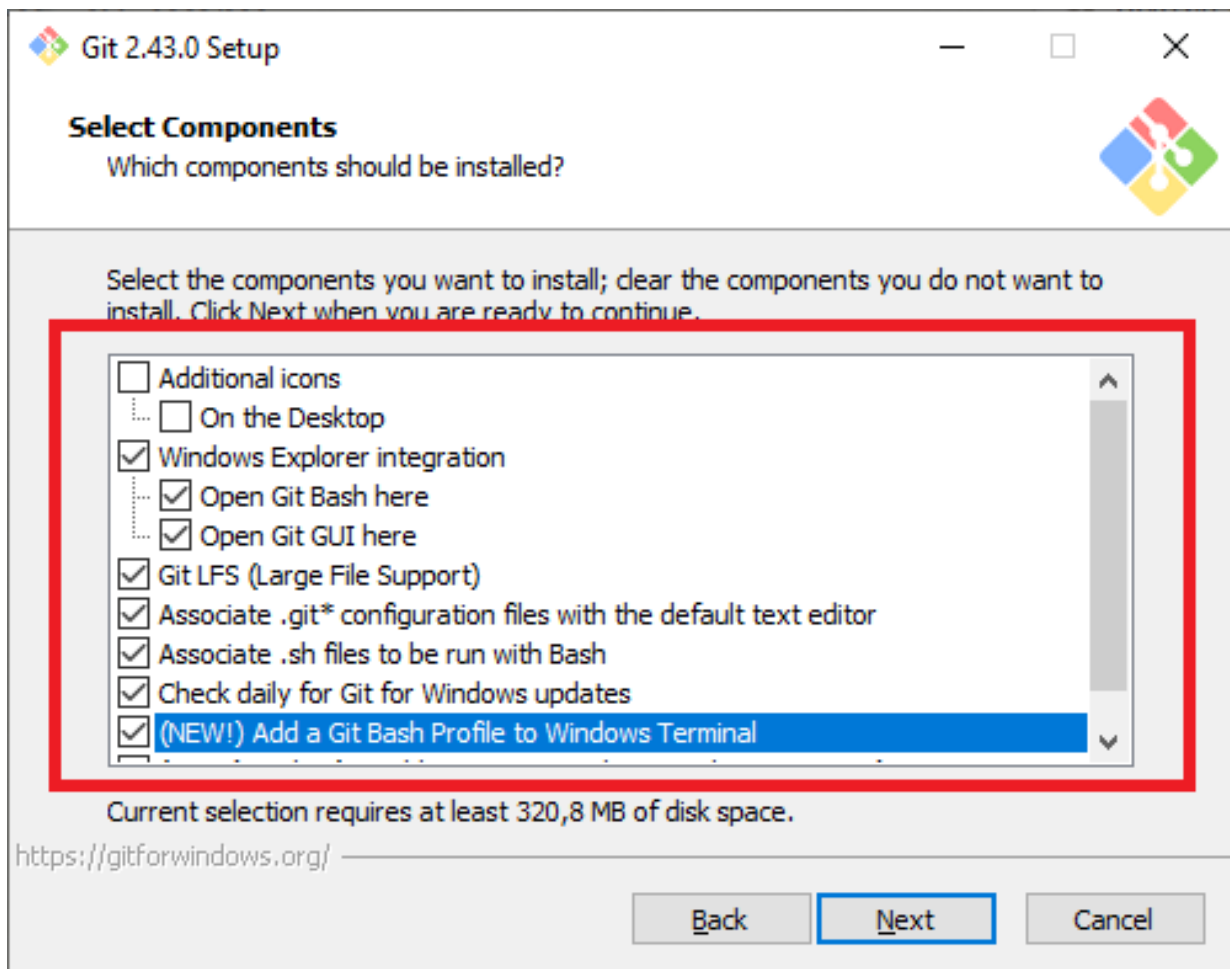 Git 2.43.0 Setup
Select Components
Which components should be installed?
Select the components you want to install; clear the components you do not want to
install. Click Next when you are ready to continue.
Additional icons
On the Desktop
Windows Explorer integration
Open Git Bash here
Open Git GUI here
Git LFS (Large File Support)
Associate .git* configuration files with the default text editor
Associate .sh files to be run with Bash
Check daily for Git for Windows updates
(NEW!) Add a Git Bash Profile to Windows Terminal
Current selection requires at least 320,8 MB of disk space.
https://gitforwindows.org/
Back
Next
Cancel